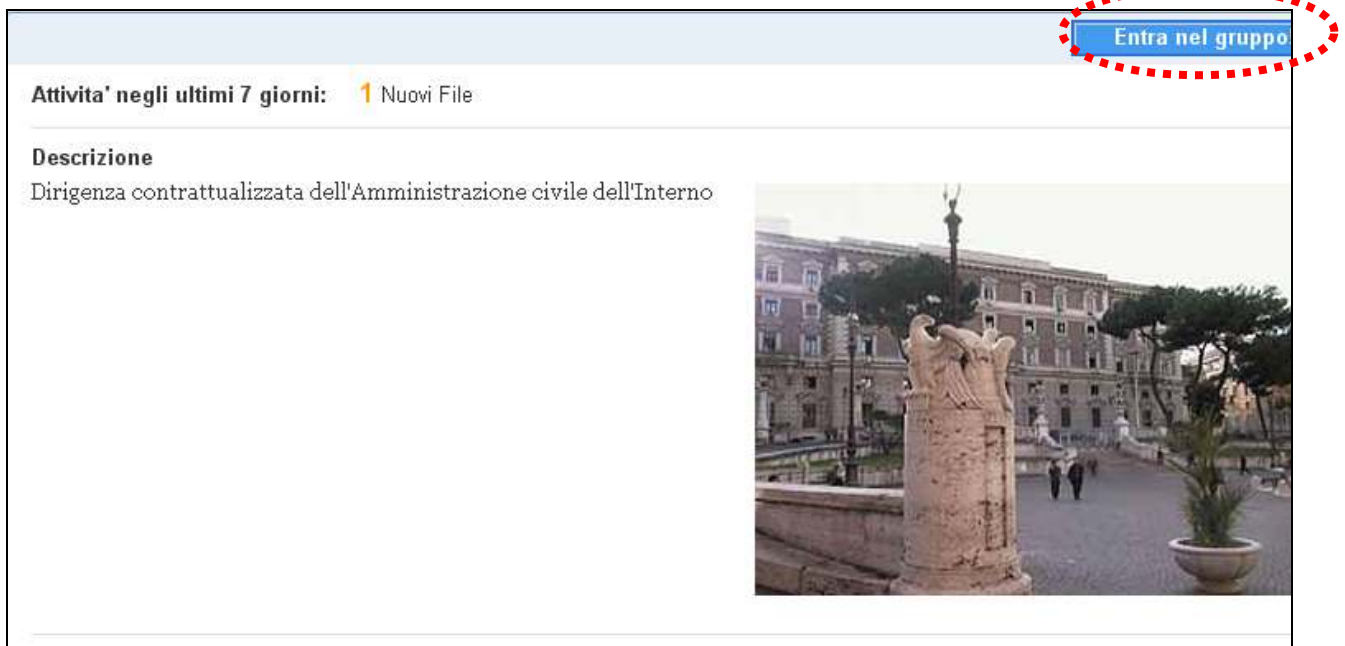 Entra nel gruppo
Attivita' negli ultimi 7 giorni: 1 Nuovi File
Descrizione
Dirigenza contrattualizzata dell'Amministrazione civile dell'Interno